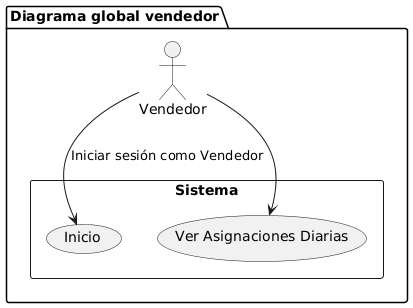 Diagrama global vendedor
Vendedor
Iniciar sesión como Vendedor
Sistema
Inicio
Ver Asignaciones Diarias